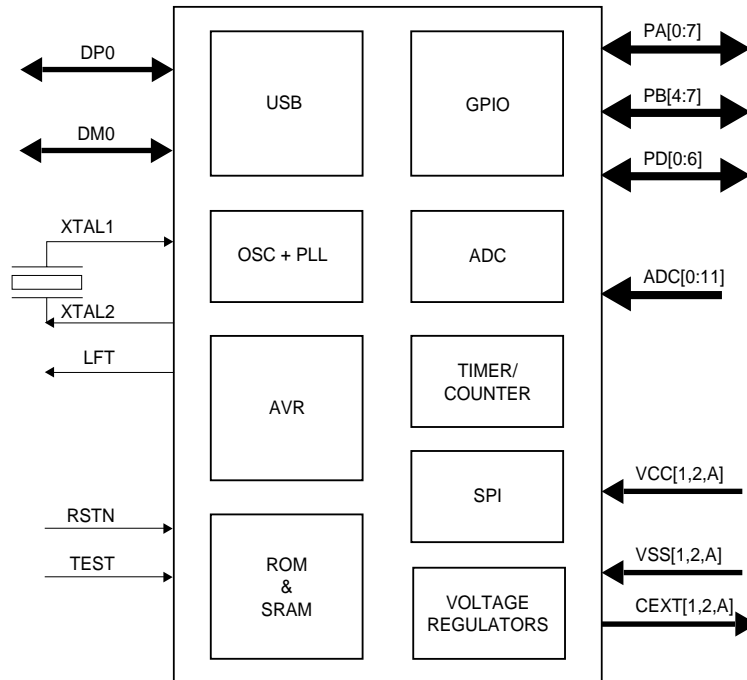 DP0
DM0
XTAL1
XTAL2
LFT
RSTN
TEST
USB
GPIO
OSC + PLL
ADC
AVR
TIMER/
COUNTER
SPI
ROM
&
SRAM
VOLTAGE
REGULATORS
PA[0:7]
PB[4:7]
PD[0:6]
ADC[0:11]
VCC[1,2,A]
VSS[1,2,A]
CEXT[1,2,A]